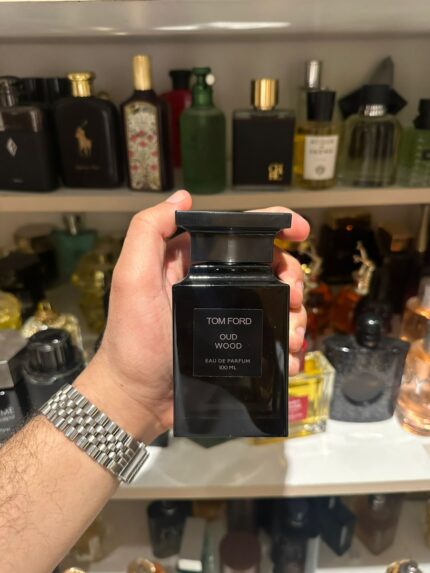 TOM FORD
OUD
WOOD
EAU DE PARFUM
100 ML